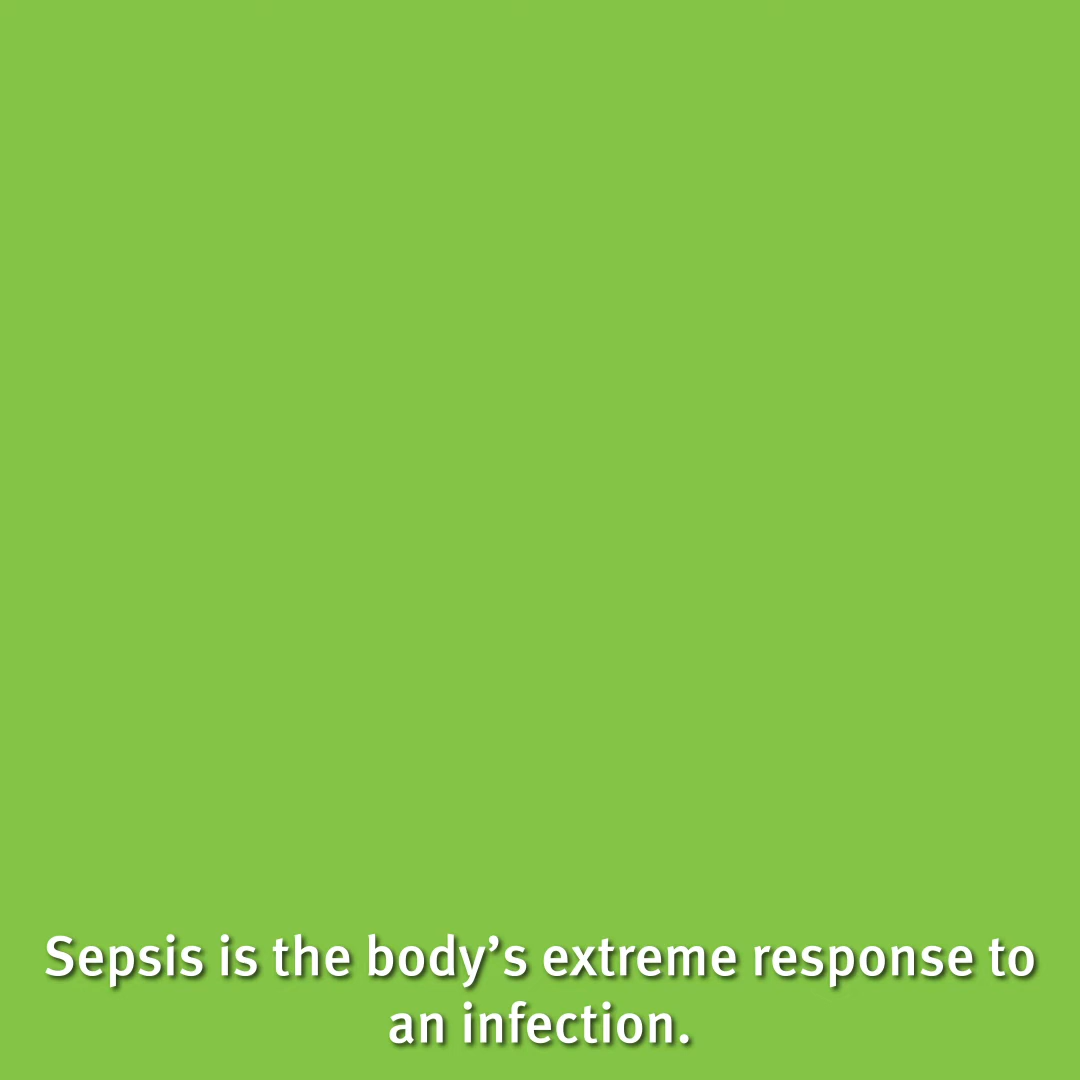 Sepsis is the body’s extreme response to
an infection.